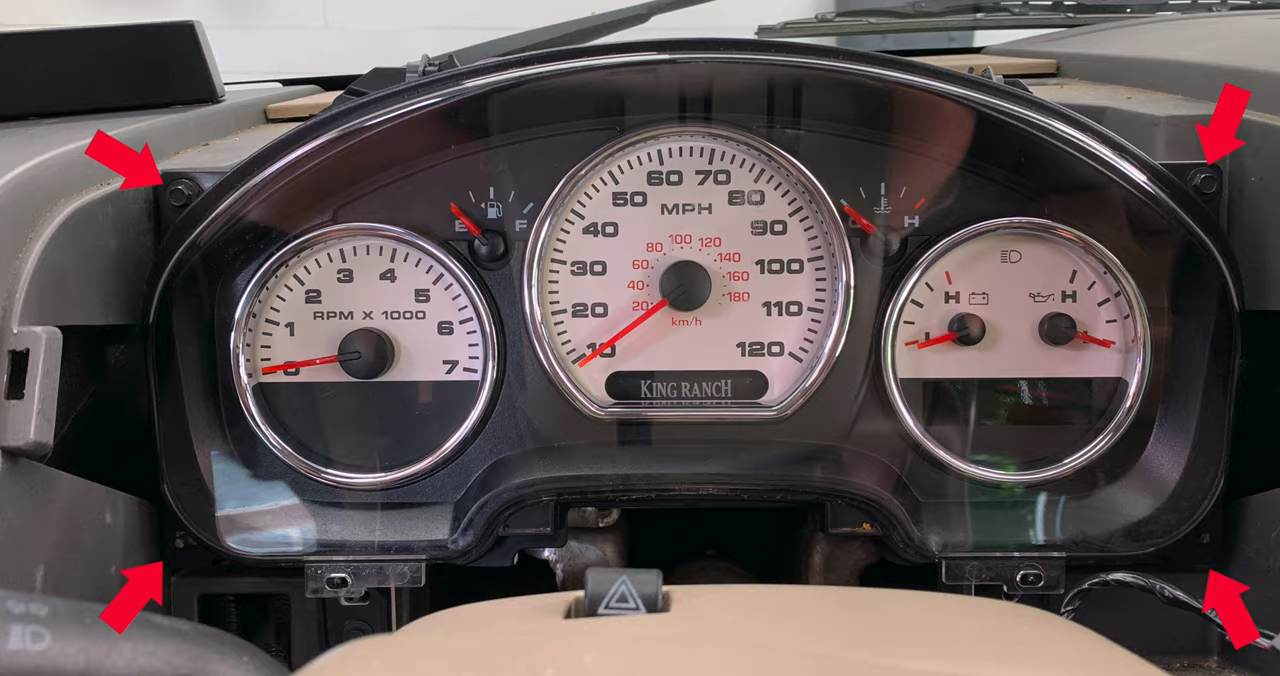 0 1 2 3 4 5 6 7
RPM X 1000
E F
10 20 30 40 50 60 70 80 90 100 110 120
MPH
20 40 60 80 100 120 140 160 180
km/h
KING RANCH
H
H L
H